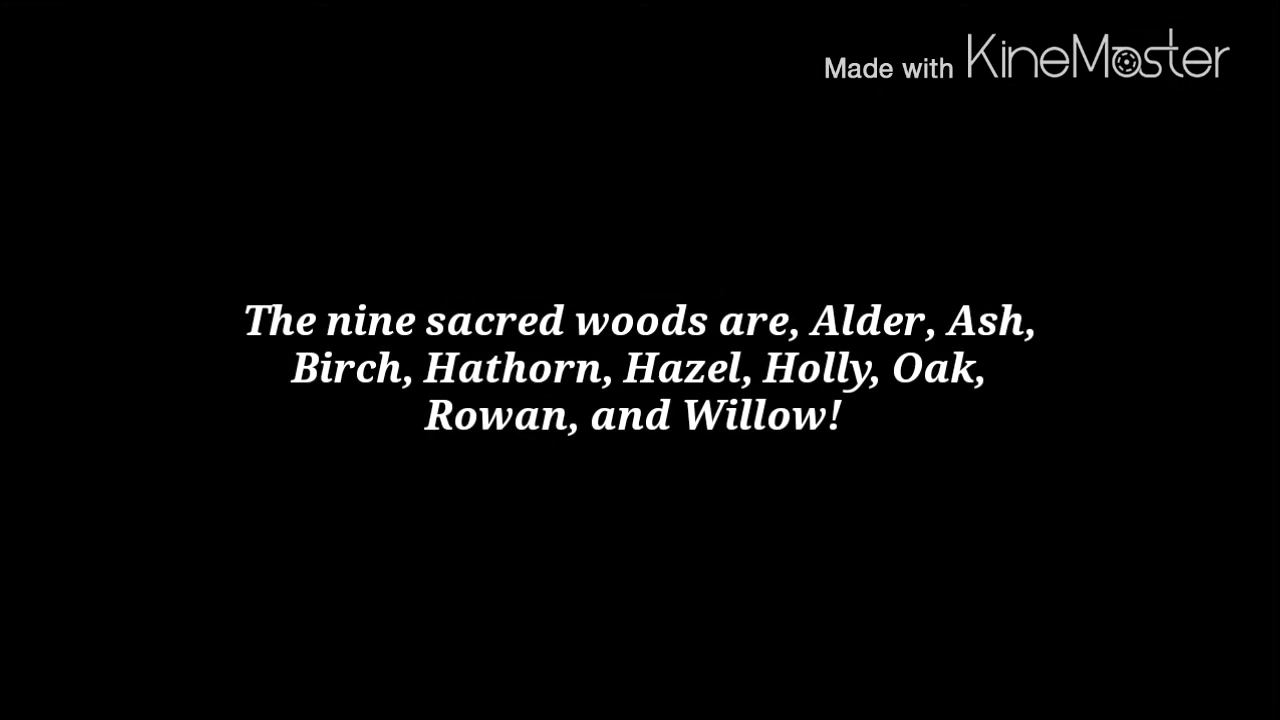 Made with KineMaster
The nine sacred woods are, Alder, Ash,
Birch, Hathorn, Hazel, Holly, Oak,
Rowan, and Willow!